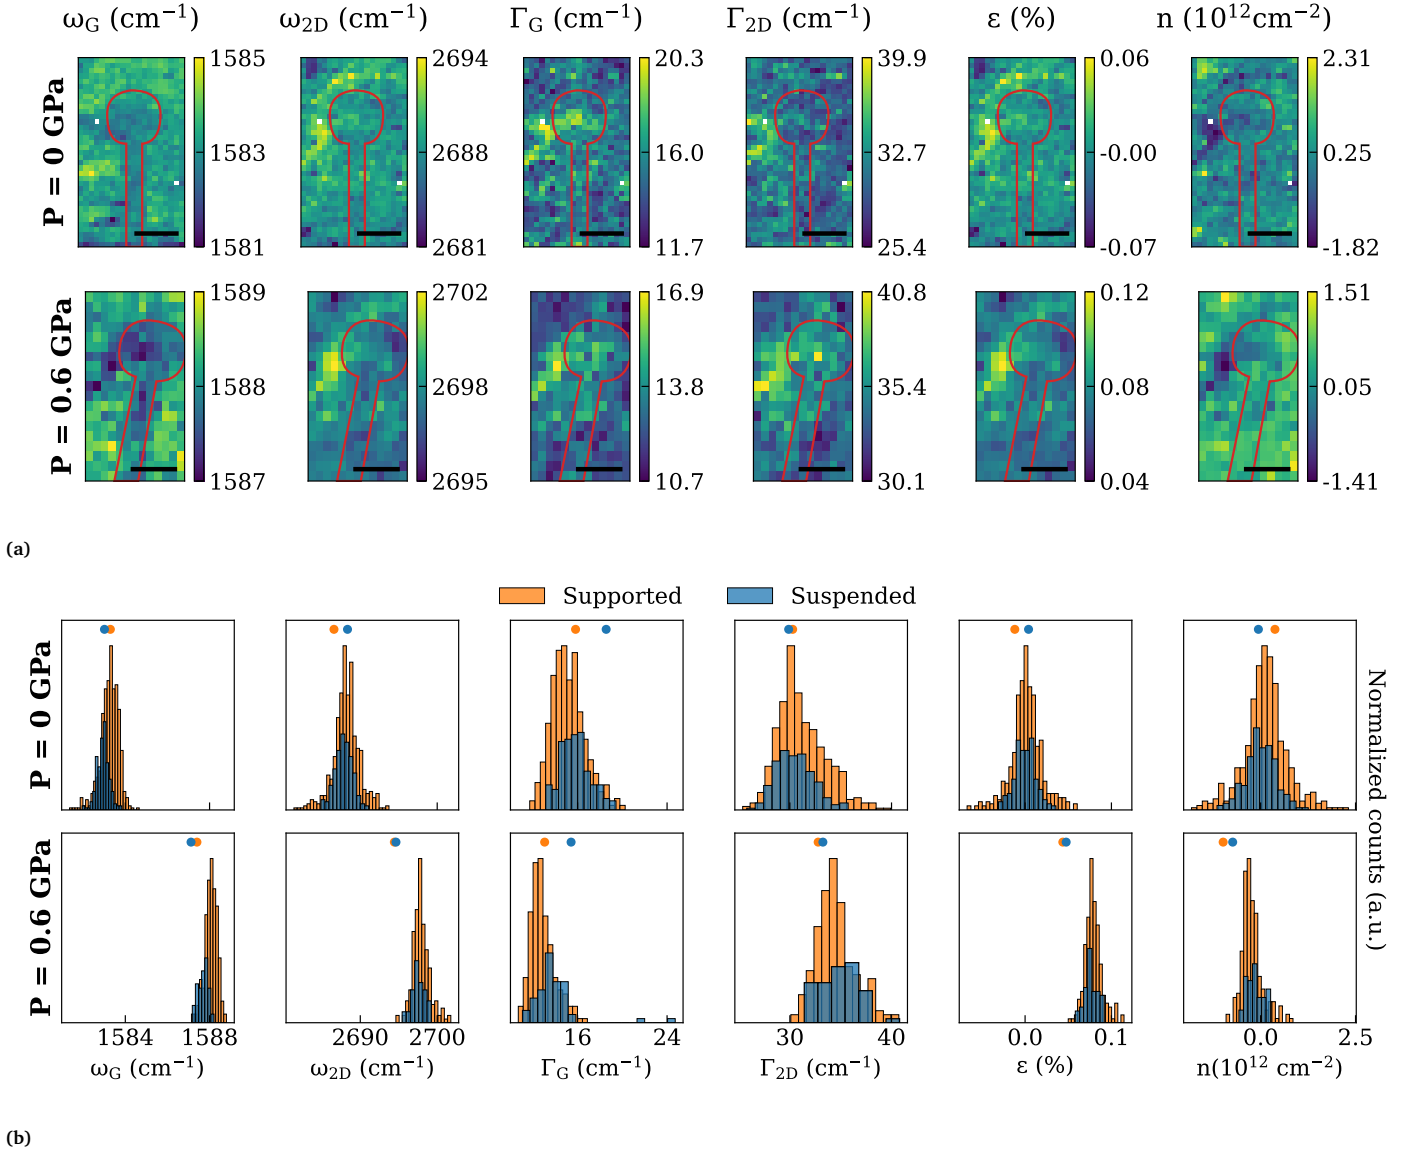 ω_G (cm⁻¹) ω_2D (cm⁻¹) Γ_G (cm⁻¹) Γ_2D (cm⁻¹) ε (%) n (10¹²cm⁻²)
P = 0 GPa
1585 2694 20.3 39.9 0.06 2.31
1583 2688 16.0 32.7 -0.00 0.25
1581 2681 11.7 25.4 -0.07 -1.82
P = 0.6 GPa
1589 2702 16.9 40.8 0.12 1.51
1588 2698 13.8 35.4 0.08 0.05
1587 2695 10.7 30.1 0.04 -1.41
(a)
Supported Suspended
P = 0 GPa
Normalized counts (a.u.)
P = 0.6 GPa
1584 1588 2690 2700 16 24 30 40 0.0 0.1 0.0 2.5
ω_G (cm⁻¹) ω_2D (cm⁻¹) Γ_G (cm⁻¹) Γ_2D (cm⁻¹) ε (%) n(10¹² cm⁻²)
(b)